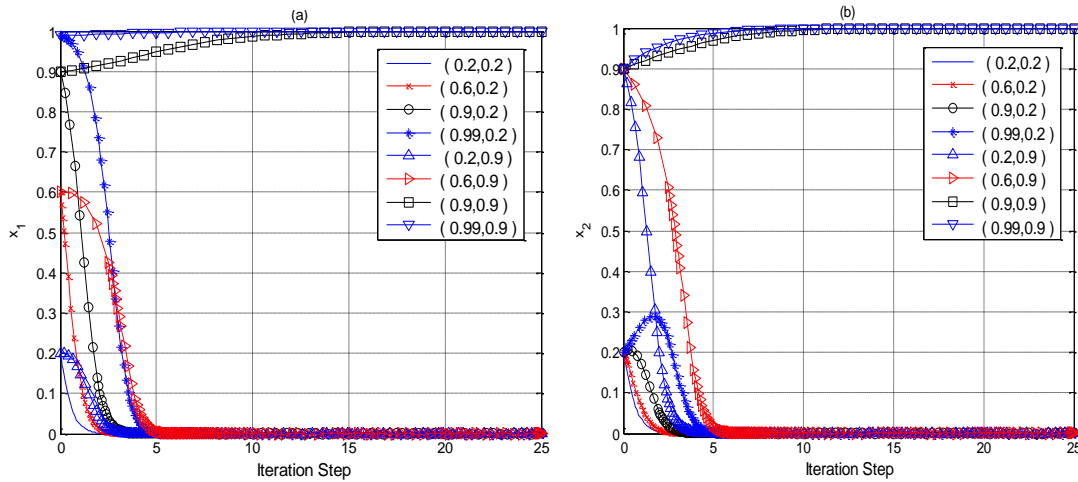 (a)
1
0.9
0.8
0.7
0.6
0.5
0.4
0.3
0.2
0.1
0
x1
0
5
10
15
20
25
Iteration Step
( 0.2,0.2 )
( 0.6,0.2 )
( 0.9,0.2 )
( 0.99,0.2 )
( 0.2,0.9 )
( 0.6,0.9 )
( 0.9,0.9 )
( 0.99,0.9 )
(b)
1
0.9
0.8
0.7
0.6
0.5
0.4
0.3
0.2
0.1
0
x2
0
5
10
15
20
25
Iteration Step
( 0.2,0.2 )
( 0.6,0.2 )
( 0.9,0.2 )
( 0.99,0.2 )
( 0.2,0.9 )
( 0.6,0.9 )
( 0.9,0.9 )
( 0.99,0.9 )